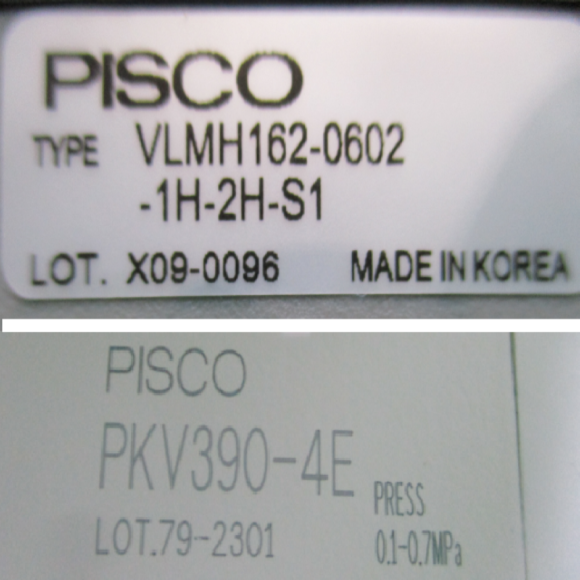 PISCO
TYPE VLMH162-0602
-1H-2H-S1
LOT. X09-0096 MADE IN KOREA
PISCO
PKV390-4E
PRESS
LOT.79-2301 0.1-0.7MPa